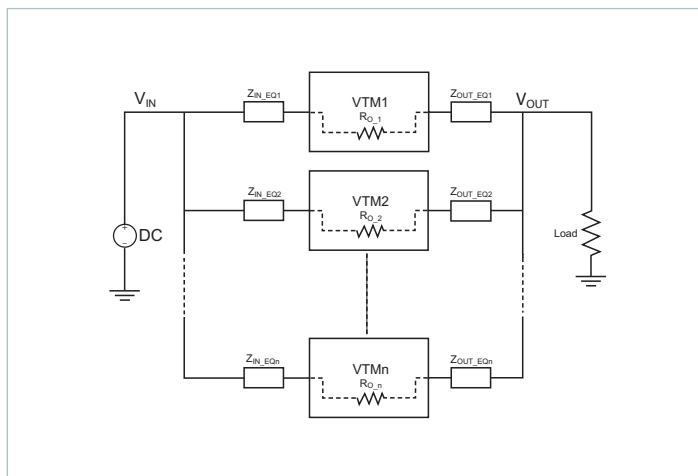 V_IN Z_IN_EQ1 VTM1 Z_OUT_EQ1 V_OUT
R_O_1
Z_IN_EQ2 VTM2 Z_OUT_EQ2
R_O_2
+
– DC Load
Z_IN_EQn VTMn Z_OUT_EQn
R_O_n